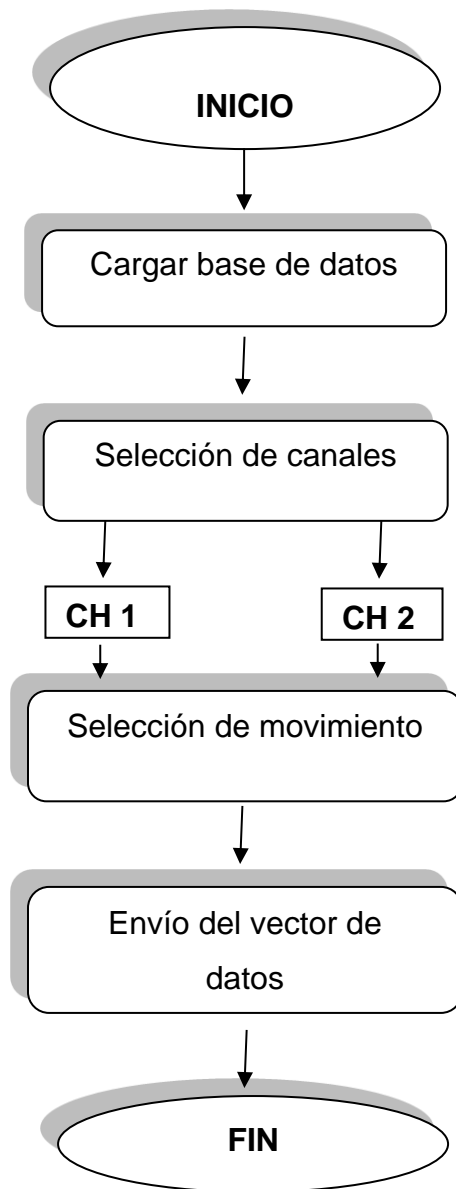 INICIO
Cargar base de datos
Selección de canales
CH 1
CH 2
Selección de movimiento
Envío del vector de
datos
FIN